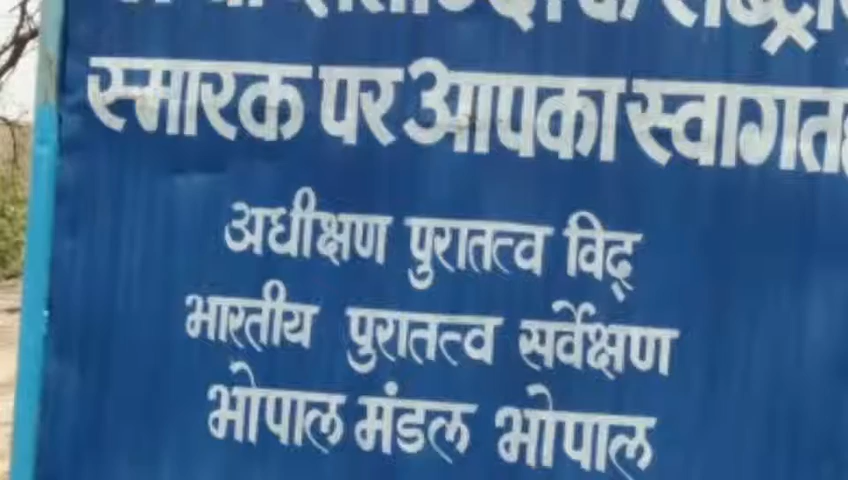 स्मारक पर आपका स्वागत है
अधीक्षण पुरातत्व विद्
भारतीय पुरातत्व सर्वेक्षण
भोपाल मंडल भोपाल